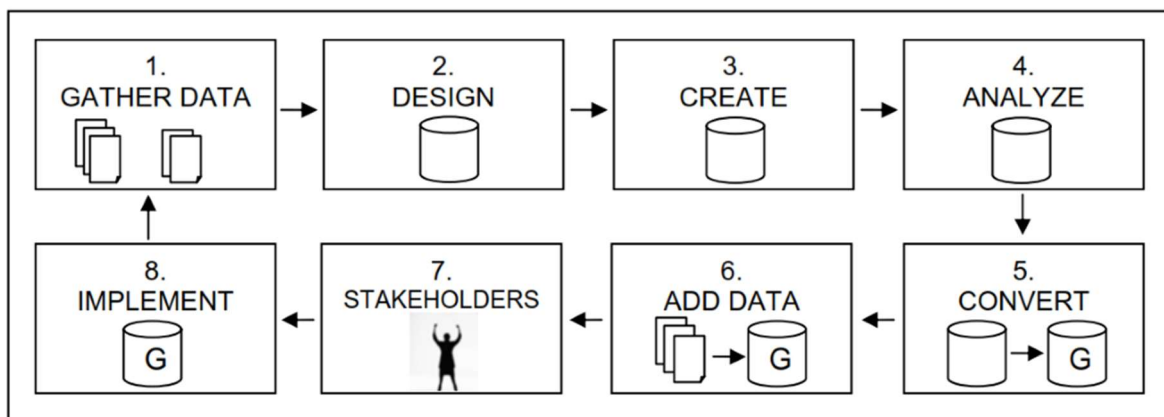 1.
GATHER DATA
2.
DESIGN
3.
CREATE
4.
ANALYZE
5.
CONVERT
G
6.
ADD DATA
G
7.
STAKEHOLDERS
8.
IMPLEMENT
G